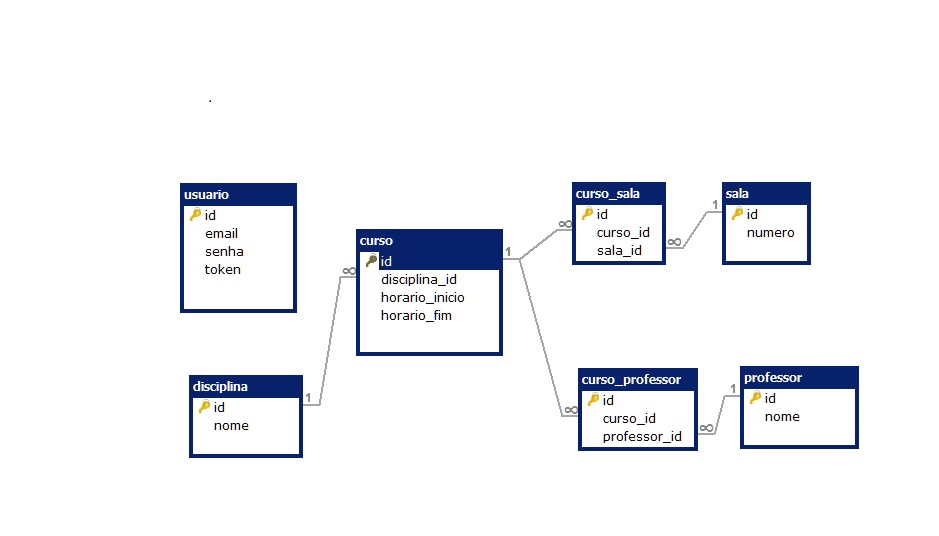 usuario
id
email
senha
token
curso
id
disciplina_id
horario_inicio
horario_fim
disciplina
id
nome
curso_sala
id
curso_id
sala_id
sala
id
numero
curso_professor
id
curso_id
professor_id
professor
id
nome
∞
1
1
∞
∞
1
∞
∞
1